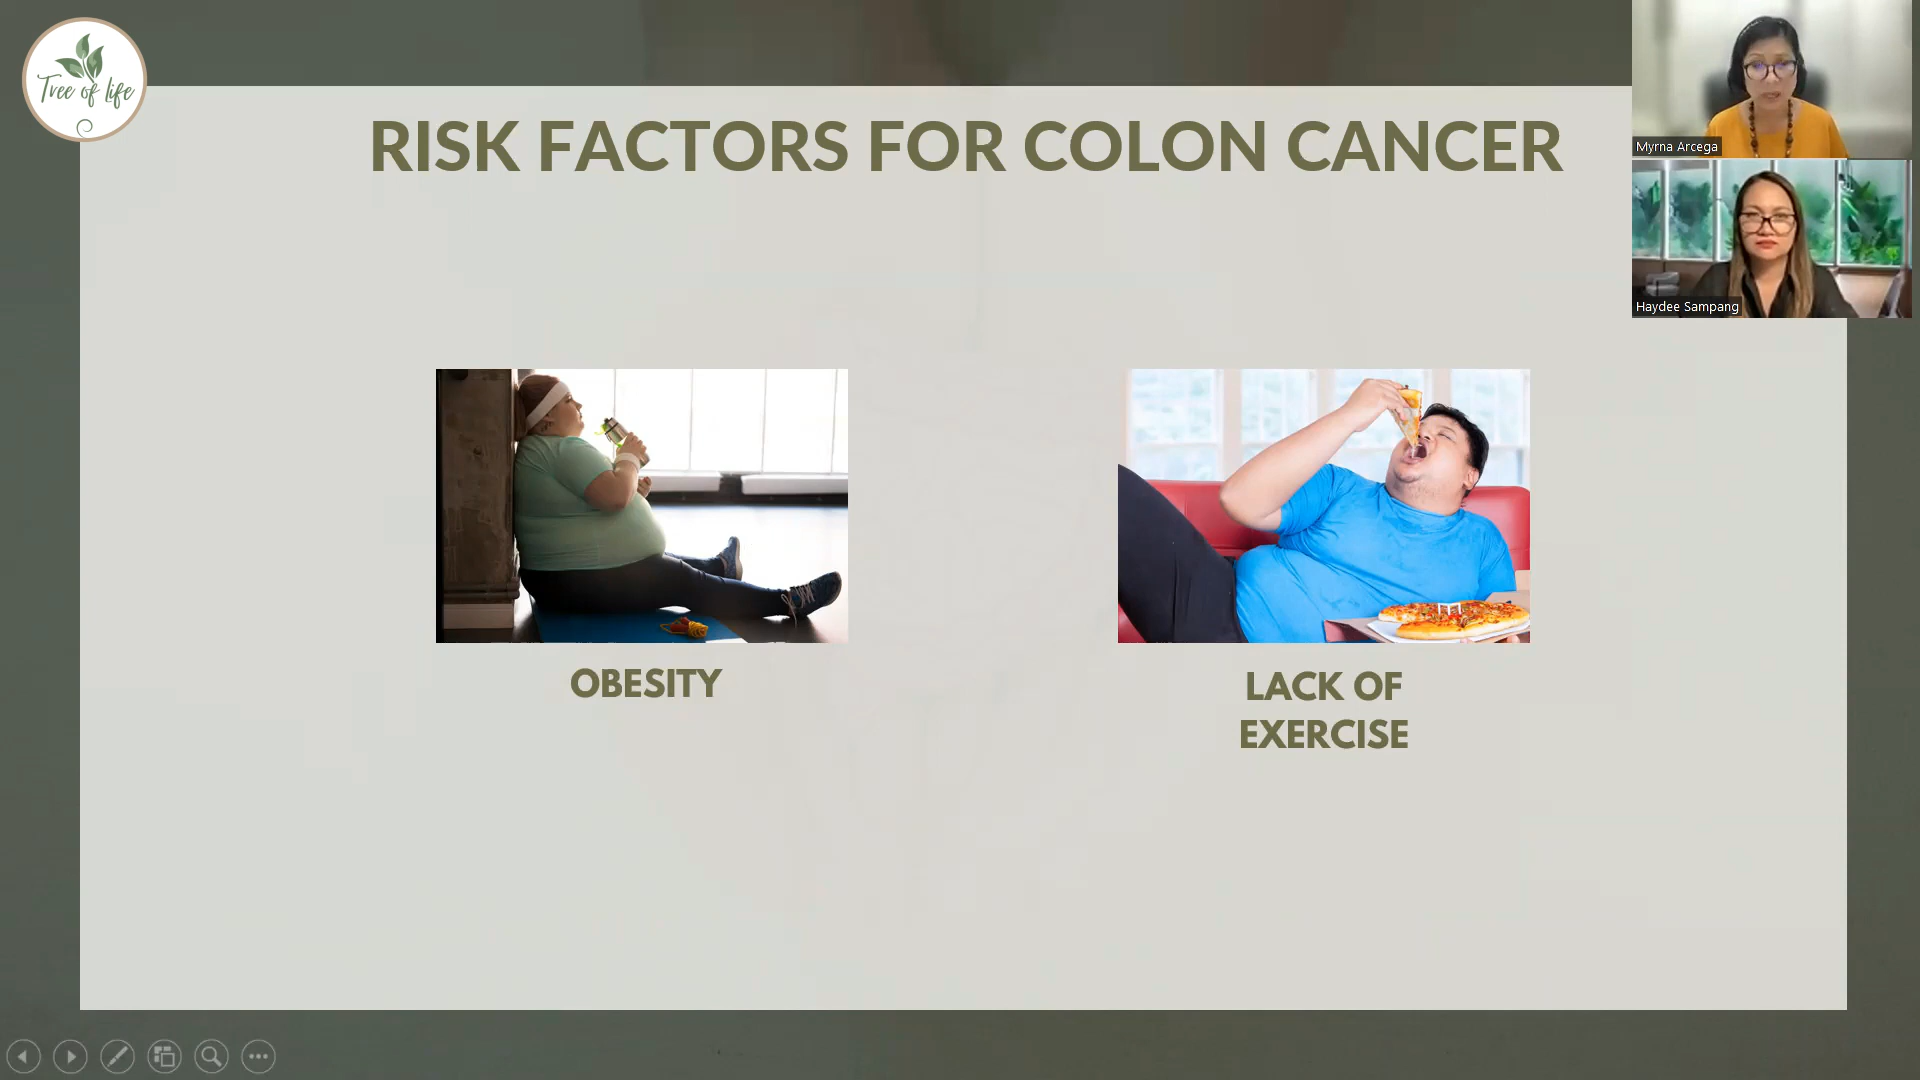 Tree of life
RISK FACTORS FOR COLON CANCER
Myrna Arcega
Haydee Sampang
OBESITY
LACK OF
EXERCISE